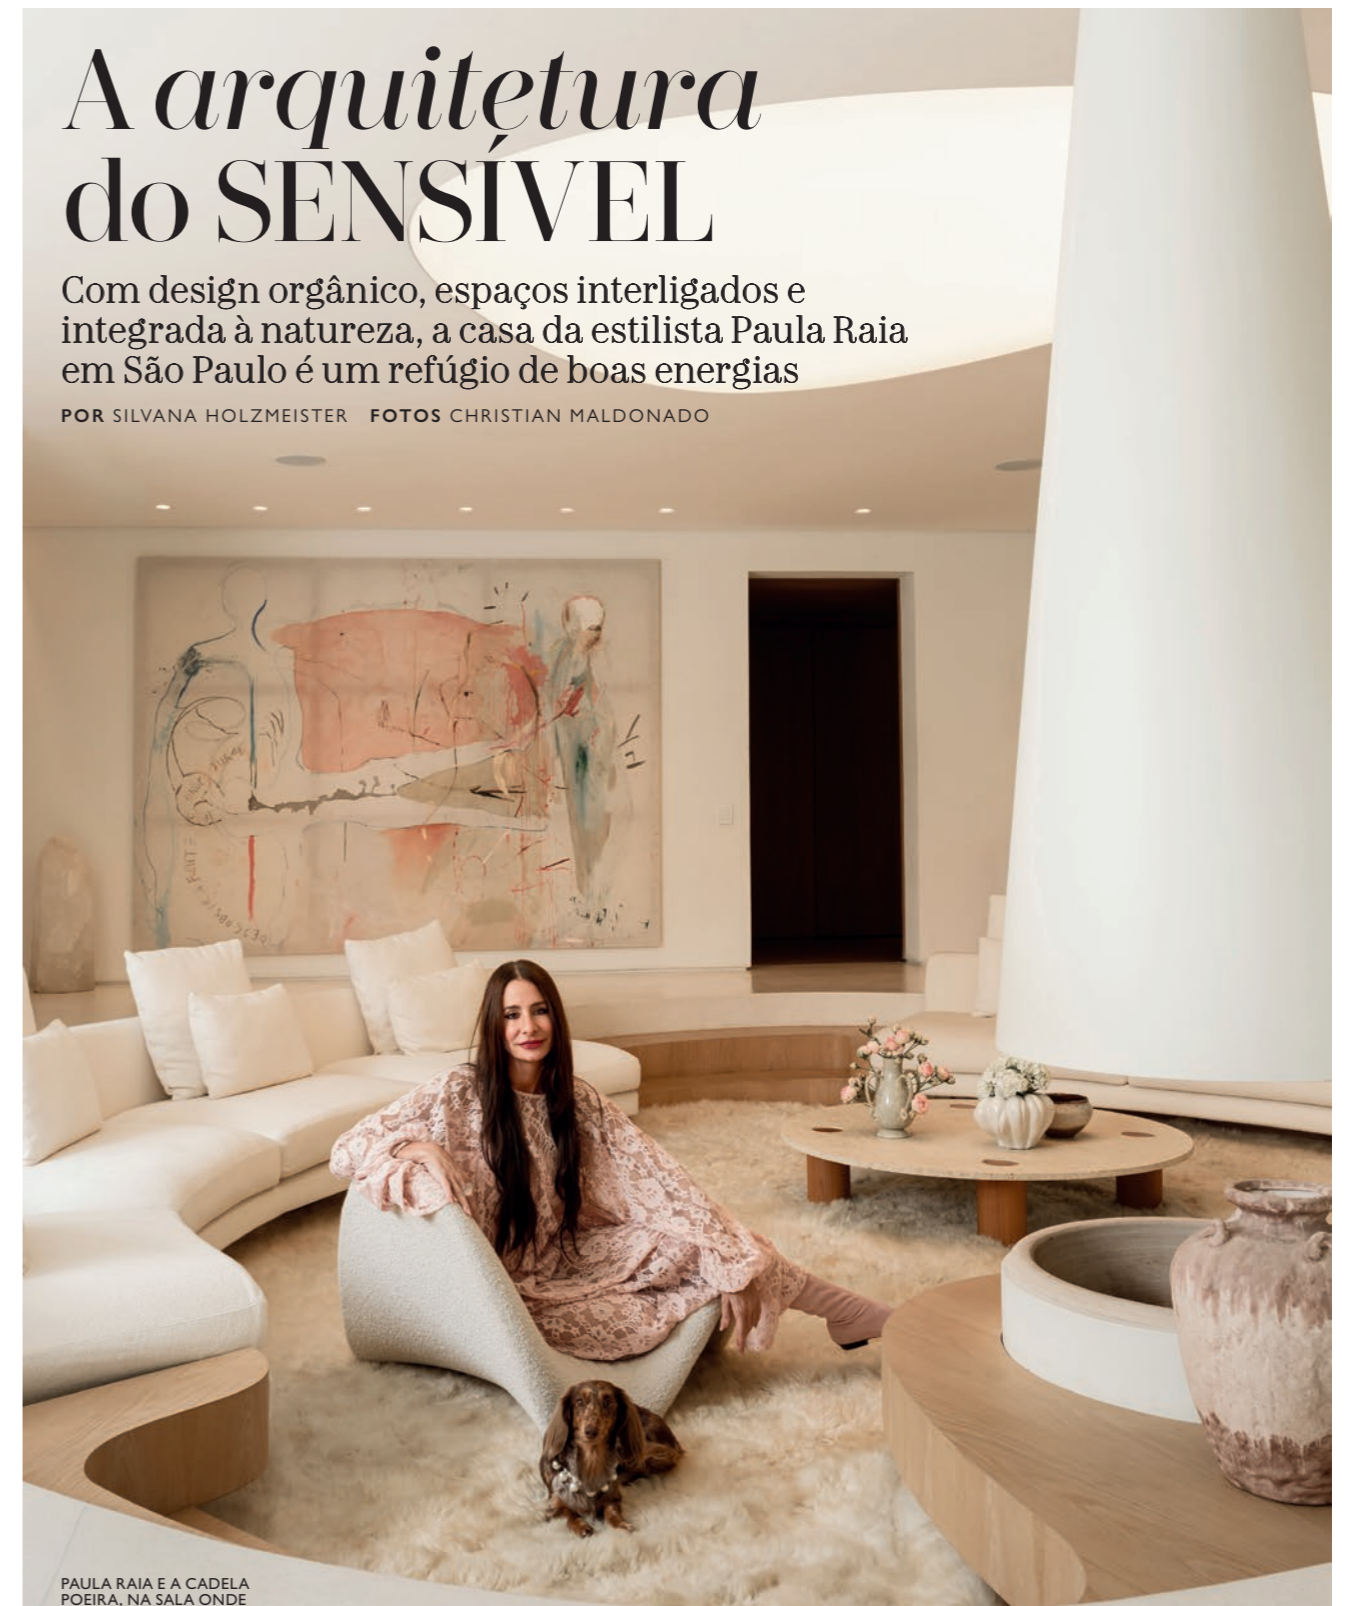 A arquitetura
do SENSÍVEL
Com design orgânico, espaços interligados e
integrada à natureza, a casa da estilista Paula Raia
em São Paulo é um refúgio de boas energias
POR SILVANA HOLZMEISTER FOTOS CHRISTIAN MALDONADO
PAULA RAIA E A CADELA
POEIRA, NA SALA ONDE